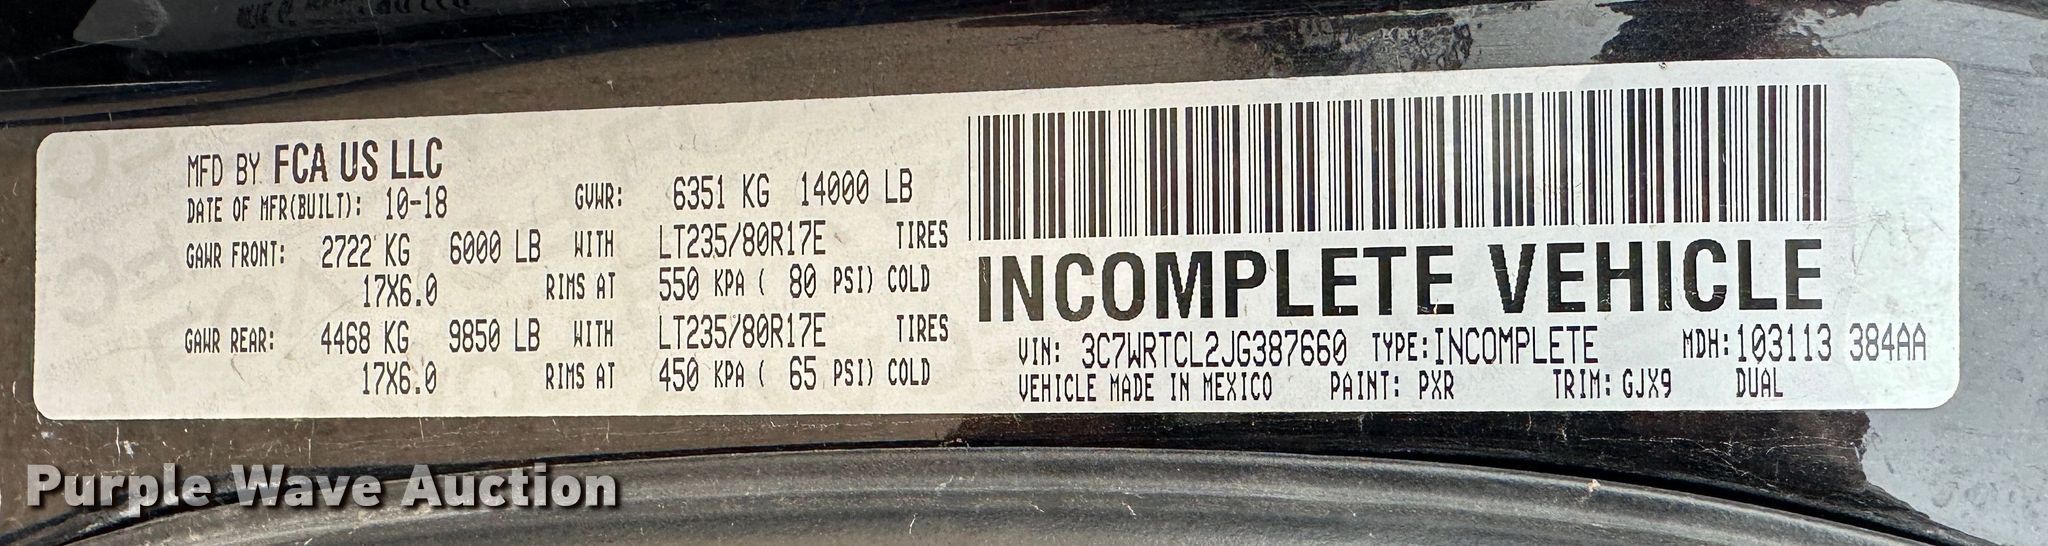 MFD BY FCA US LLC
DATE OF MFR(BUILT): 10-18 GVWR: 6351 KG 14000 LB
GAWR FRONT: 2722 KG 6000 LB WITH LT235/80R17E TIRES
17X6.0 RIMS AT 550 KPA ( 80 PSI) COLD
GAWR REAR: 4468 KG 9850 LB WITH LT235/80R17E TIRES
17X6.0 RIMS AT 450 KPA ( 65 PSI) COLD
INCOMPLETE VEHICLE
VIN: 3C7WRTCL2JG387660 TYPE:INCOMPLETE MDH:103113 384AA
VEHICLE MADE IN MEXICO PAINT: PXR TRIM: GJX9 DUAL
Purple Wave Auction